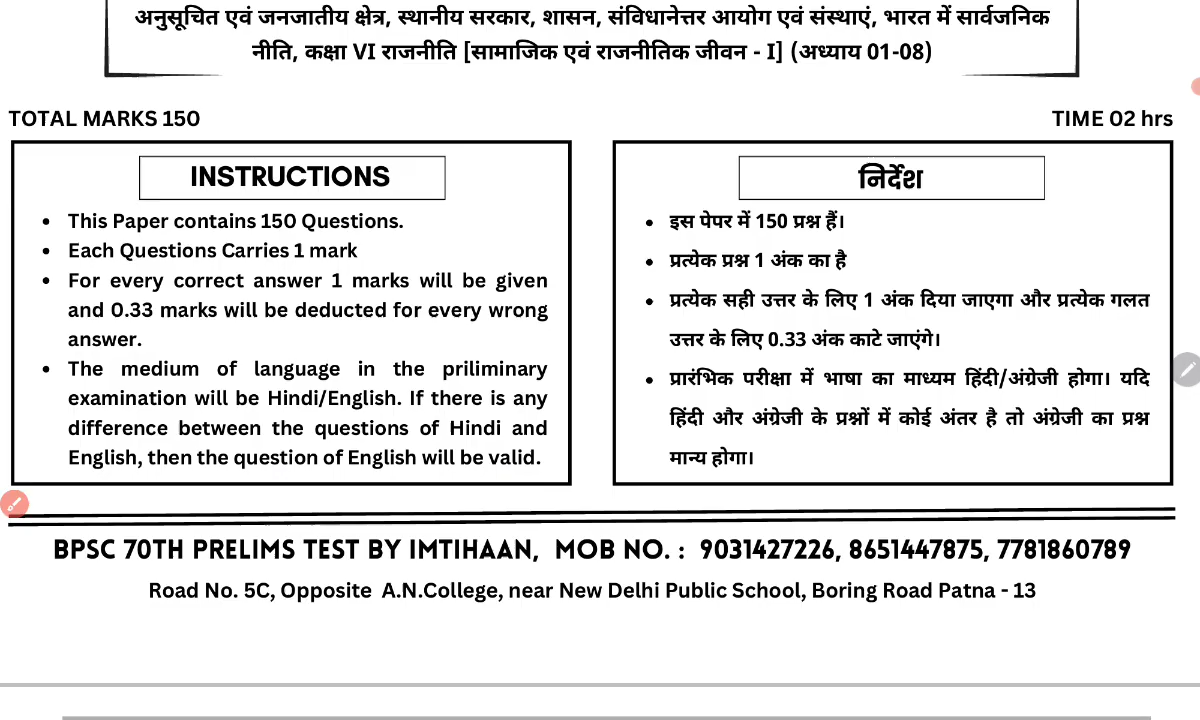 अनुसूचित एवं जनजातीय क्षेत्र, स्थानीय सरकार, शासन, संविधानेत्तर आयोग एवं संस्थाएं, भारत में सार्वजनिक
नीति, कक्षा VI राजनीति [सामाजिक एवं राजनीतिक जीवन - I] (अध्याय 01-08)
TOTAL MARKS 150
TIME 02 hrs
INSTRUCTIONS
• This Paper contains 150 Questions.
• Each Questions Carries 1 mark
• For every correct answer 1 marks will be given
and 0.33 marks will be deducted for every wrong
answer.
• The medium of language in the priliminary
examination will be Hindi/English. If there is any
difference between the questions of Hindi and
English, then the question of English will be valid.
निर्देश
• इस पेपर में 150 प्रश्न हैं।
• प्रत्येक प्रश्न 1 अंक का है
• प्रत्येक सही उत्तर के लिए 1 अंक दिया जाएगा और प्रत्येक गलत
उत्तर के लिए 0.33 अंक काटे जाएंगे।
• प्रारंभिक परीक्षा में भाषा का माध्यम हिंदी/अंग्रेजी होगा। यदि
हिंदी और अंग्रेजी के प्रश्नों में कोई अंतर है तो अंग्रेजी का प्रश्न
मान्य होगा।
BPSC 70TH PRELIMS TEST BY IMTIHAAN, MOB NO. : 9031427226, 8651447875, 7781860789
Road No. 5C, Opposite A.N.College, near New Delhi Public School, Boring Road Patna - 13